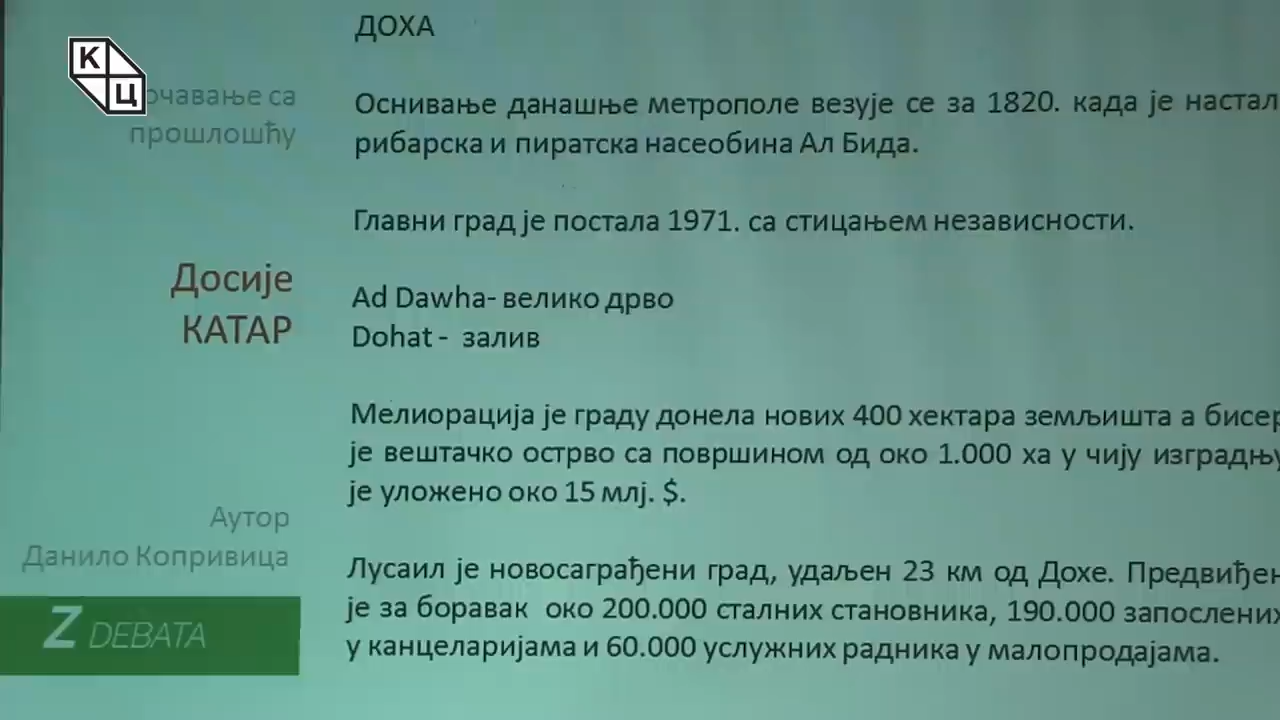 КЦ
очавање са
прошлошћу
Досије
КАТАР
Аутор
Данило Копривица
Z DEBATA
ДОХА
Оснивање данашње метрополе везује се за 1820. када је настал
рибарска и пиратска насеобина Ал Бида.
Главни град је постала 1971. са стицањем независности.
Ad Dawha- велико дрво
Dohat - залив
Мелиорација је граду донела нових 400 хектара земљишта а бисер
је вештачко острво са површином од око 1.000 ха у чију изградњу
је уложено око 15 млј. $.
Лусаил је новосаграђени град, удаљен 23 км од Дохе. Предвиђен
је за боравак око 200.000 сталних становника, 190.000 запослених
у канцеларијама и 60.000 услужних радника у малопродајама.